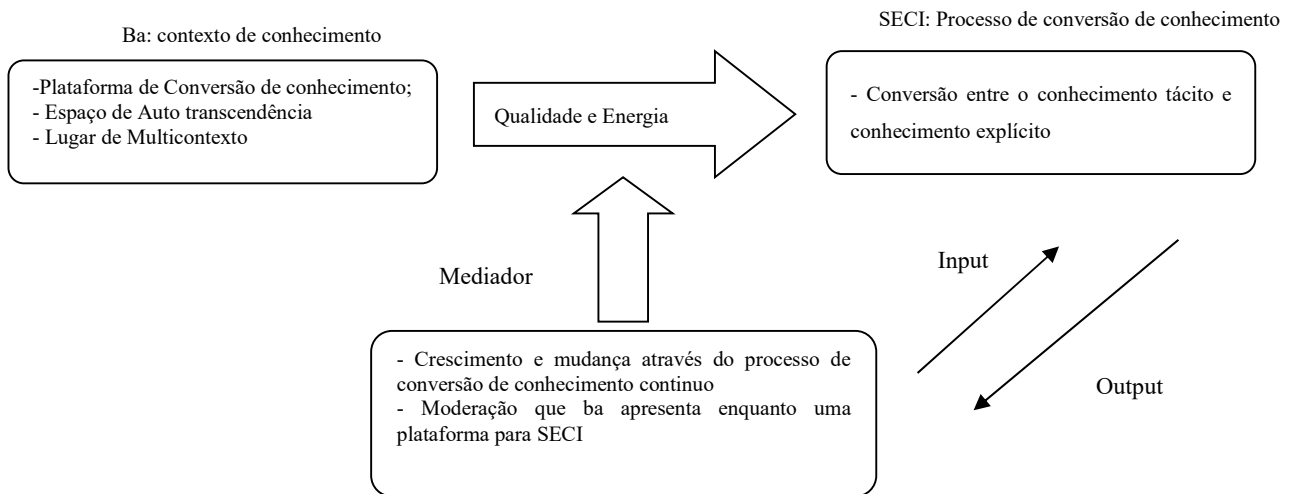 Ba: contexto de conhecimento
SECI: Processo de conversão de conhecimento
-Plataforma de Conversão de conhecimento;
- Espaço de Auto transcendência
- Lugar de Multicontexto
Qualidade e Energia
- Conversão entre o conhecimento tácito e
conhecimento explícito
Mediador
Input
Output
- Crescimento e mudança através do processo de
conversão de conhecimento continuo
- Moderação que ba apresenta enquanto uma
plataforma para SECI